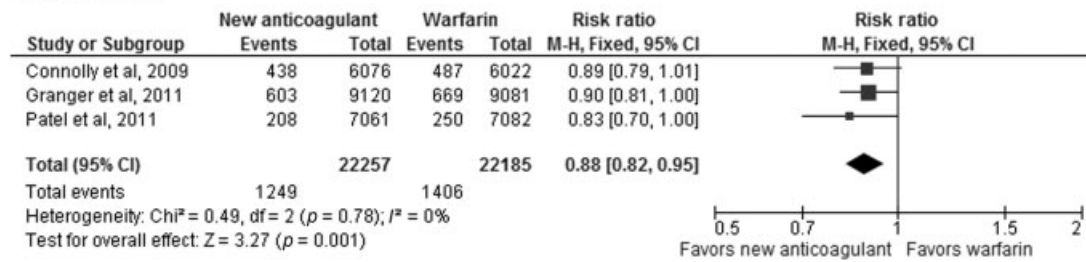 New anticoagulant Warfarin Risk ratio Risk ratio
Study or Subgroup Events Total Events Total M-H, Fixed, 95% CI M-H, Fixed, 95% CI
Connolly et al, 2009 438 6076 487 6022 0.89 [0.79, 1.01]
Granger et al, 2011 603 9120 669 9081 0.90 [0.81, 1.00]
Patel et al, 2011 208 7061 250 7082 0.83 [0.70, 1.00]
Total (95% CI) 22257 22185 0.88 [0.82, 0.95]
Total events 1249 1406
Heterogeneity: Chi² = 0.49, df = 2 (p = 0.78); I² = 0%
Test for overall effect: Z = 3.27 (p = 0.001)
0.5 0.7 1 1.5 2
Favors new anticoagulant Favors warfarin